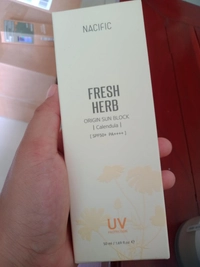 NACIFIC
FRESH
HERB
ORIGIN SUN BLOCK
[ Calendula ]
[ SPF50+ PA++++ ]
UV